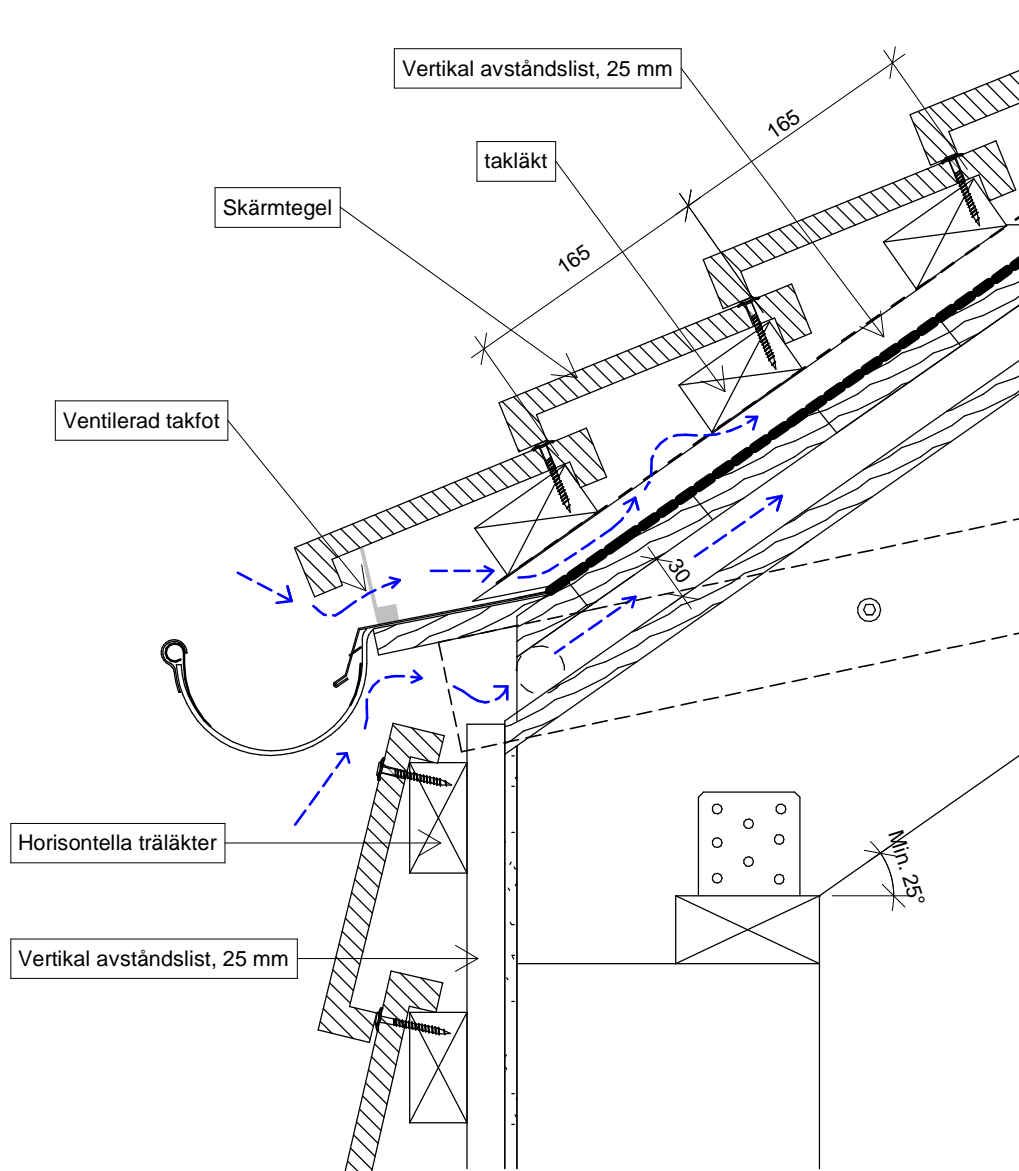 Vertikal avståndslist, 25 mm
165
takläkt
Skärmtegel
165
Ventilerad takfot
30
Horisontella träläkter
Min. 25°
Vertikal avståndslist, 25 mm